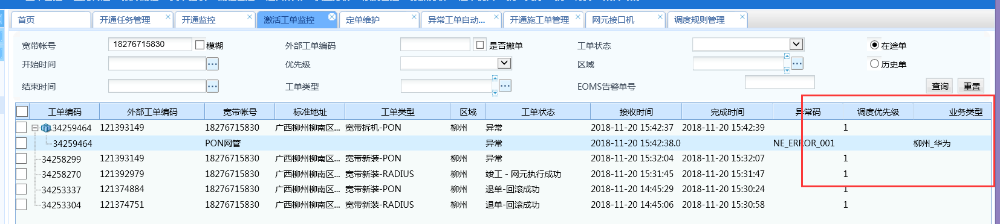 首页 开通任务管理 开通监控 激活工单监控 定单维护 异常工单自动... 开通施工单管理 网元接口机 调度规则管理
宽带帐号 18276715830 模糊 外部工单编码 是否撤单 工单状态 在途单
开始时间 优先级 区域 历史单
结束时间 工单类型 EOMS告警单号 查询 重置
工单编码 外部工单编码 宽带帐号 标准地址 工单类型 区域 工单状态 接收时间 完成时间 异常码 调度优先级 业务类型
34259464 121393149 18276715830 广西柳州柳南区... 宽带拆机-PON 柳州 异常 2018-11-20 15:42:37 2018-11-20 15:42:39 1
34259464 PON网管 异常 2018-11-20 15:42:38.0 NE_ERROR_001 柳州_华为
34258299 121393149 18276715830 广西柳州柳南区... 宽带新装-PON 柳州 异常 2018-11-20 15:32:04 2018-11-20 15:32:07 1
34258270 121392979 18276715830 广西柳州柳南区... 宽带新装-RADIUS 柳州 竣工 - 网元执行成功 2018-11-20 15:31:45 2018-11-20 15:31:47 1
34253337 121374884 18276715830 广西柳州柳南区... 宽带新装-PON 柳州 退单-回滚成功 2018-11-20 14:45:29 2018-11-20 15:30:24 1
34253304 121374751 18276715830 广西柳州柳南区... 宽带新装-RADIUS 柳州 退单-回滚成功 2018-11-20 14:45:06 2018-11-20 15:30:58 1